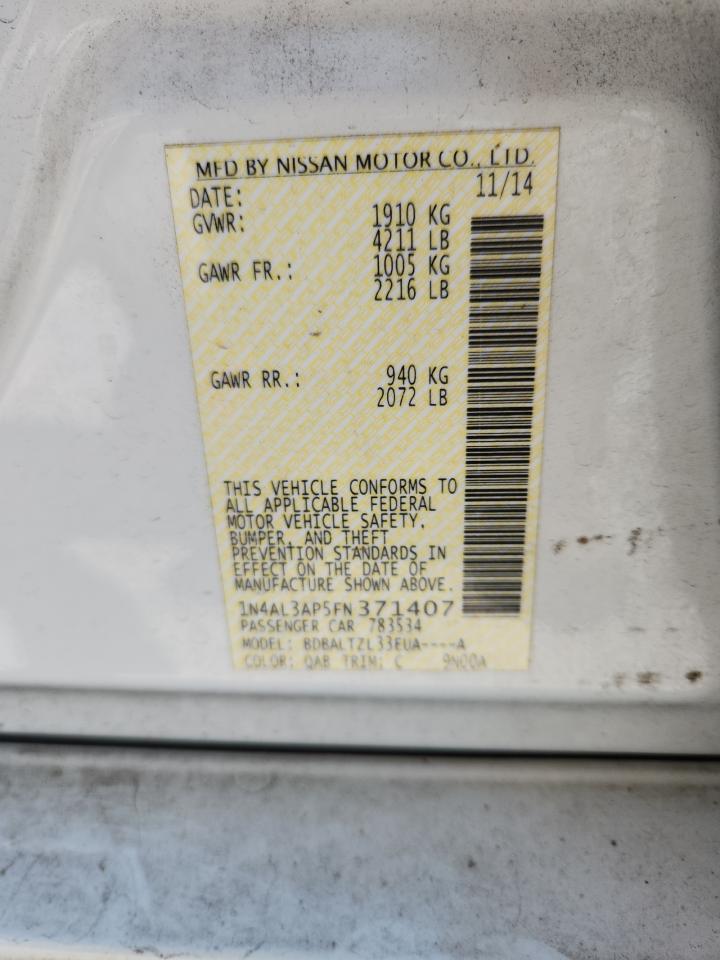 MFD BY NISSAN MOTOR CO., LTD.
DATE: 11/14
GVWR: 1910 KG
4211 LB
GAWR FR.: 1005 KG
2216 LB
GAWR RR.: 940 KG
2072 LB
THIS VEHICLE CONFORMS TO
ALL APPLICABLE FEDERAL
MOTOR VEHICLE SAFETY,
BUMPER, AND THEFT
PREVENTION STANDARDS IN
EFFECT ON THE DATE OF
MANUFACTURE SHOWN ABOVE.
1N4AL3AP5FN371407
PASSENGER CAR 783534
MODEL: BDBALTZL33EUA----A
COLOR: QAB TRIM: C